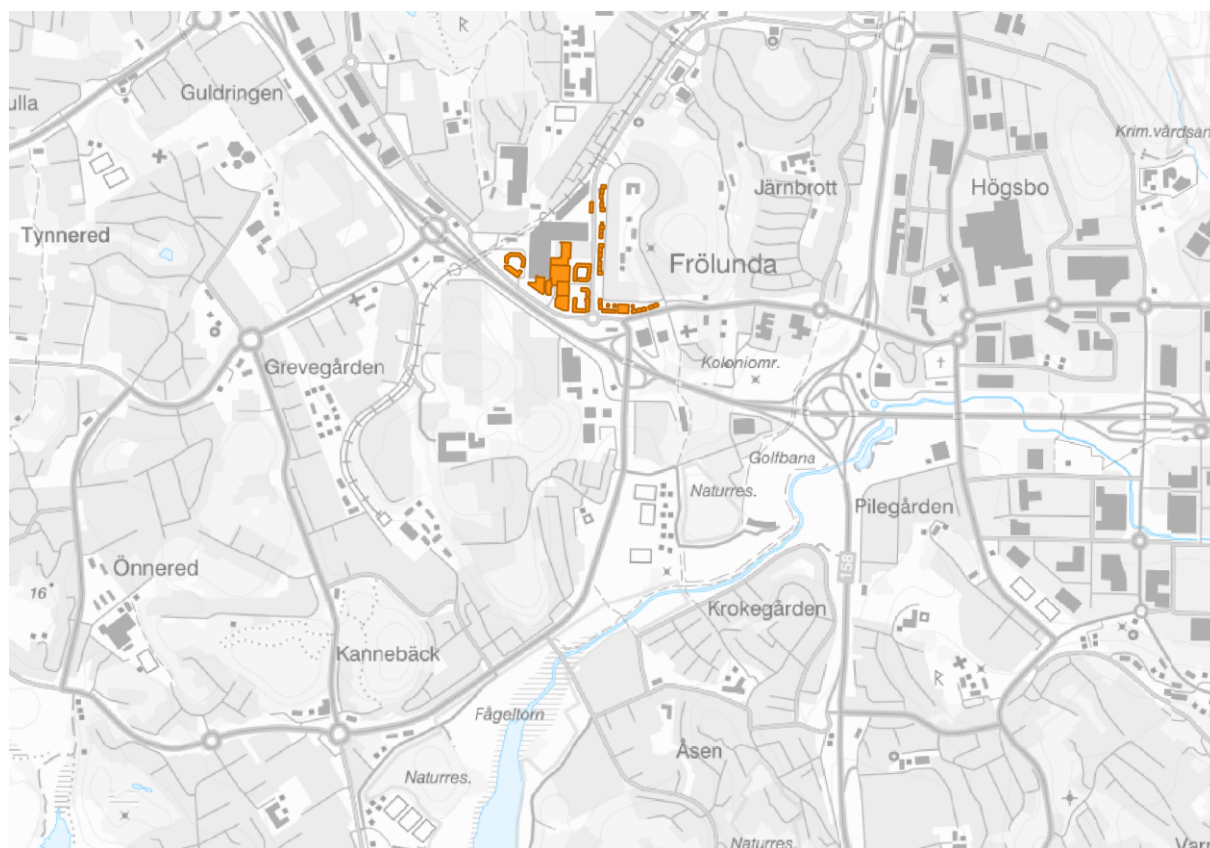 R
ulla
Guldringen
Krim.vårdsan
Järnbrott
Högsbo
Tynnered
Frölunda
Koloniomr.
Grevegården
Golfbana
Naturres.
Pilegården
158
Önnered
16
Krokegården
Kannebäck
R
Fågeltorn
Åsen
Naturres.
Naturres.
Varr